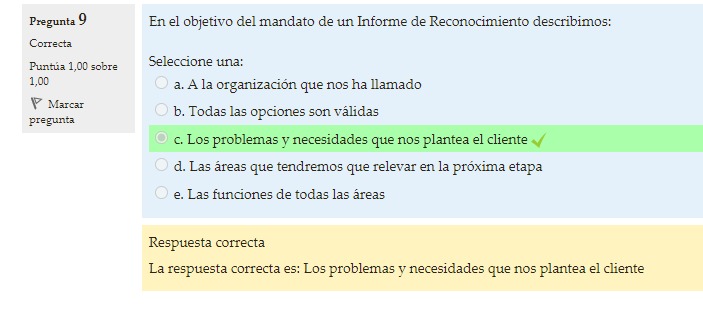 Pregunta 9
Correcta
Puntúa 1,00 sobre
1,00
Marcar
pregunta
En el objetivo del mandato de un Informe de Reconocimiento describimos:
Seleccione una:
a. A la organización que nos ha llamado
b. Todas las opciones son válidas
c. Los problemas y necesidades que nos plantea el cliente
d. Las áreas que tendremos que relevar en la próxima etapa
e. Las funciones de todas las áreas
Respuesta correcta
La respuesta correcta es: Los problemas y necesidades que nos plantea el cliente